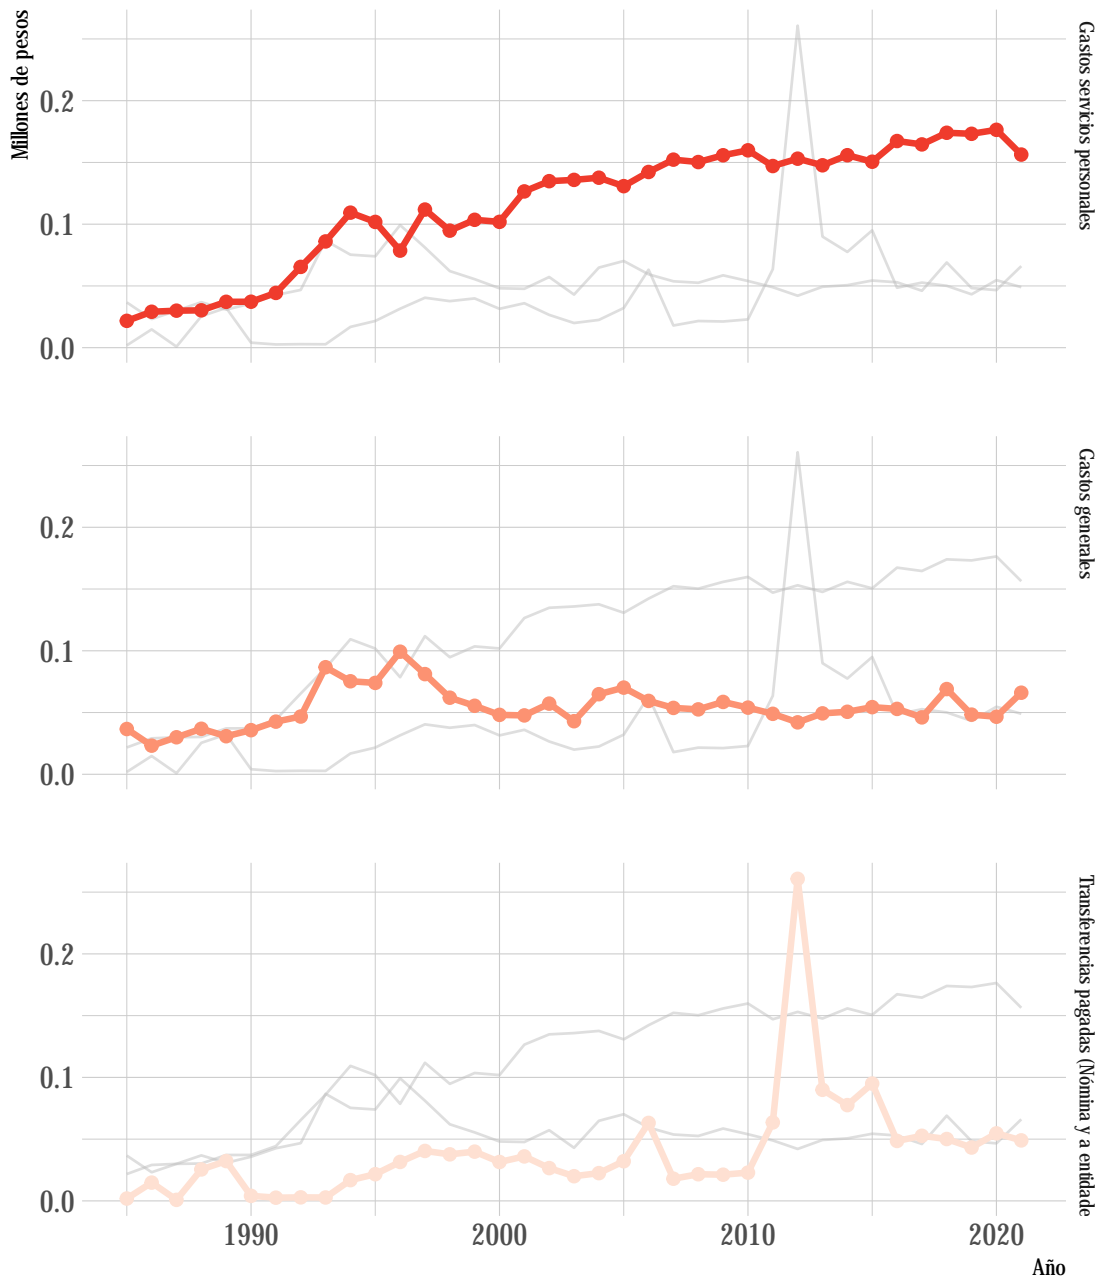 Millones de pesos
0.2
0.1
0.0
Gastos servicios personales
0.2
0.1
0.0
Gastos generales
0.2
0.1
0.0
Transferencias pagadas (Nómina y a entidade
1990 2000 2010 2020
Año